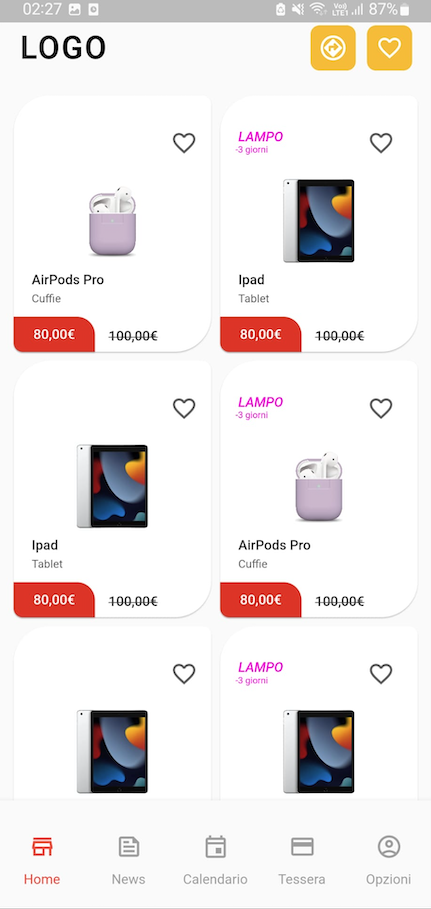 02:27 Voj) LTE1 87%
LOGO
LAMPO
-3 giorni
AirPods Pro
Cuffie
Ipad
Tablet
80,00€ 100,00€
80,00€ 100,00€
LAMPO
-3 giorni
Ipad
Tablet
AirPods Pro
Cuffie
80,00€ 100,00€
80,00€ 100,00€
LAMPO
-3 giorni
Home
News
Calendario
Tessera
Opzioni